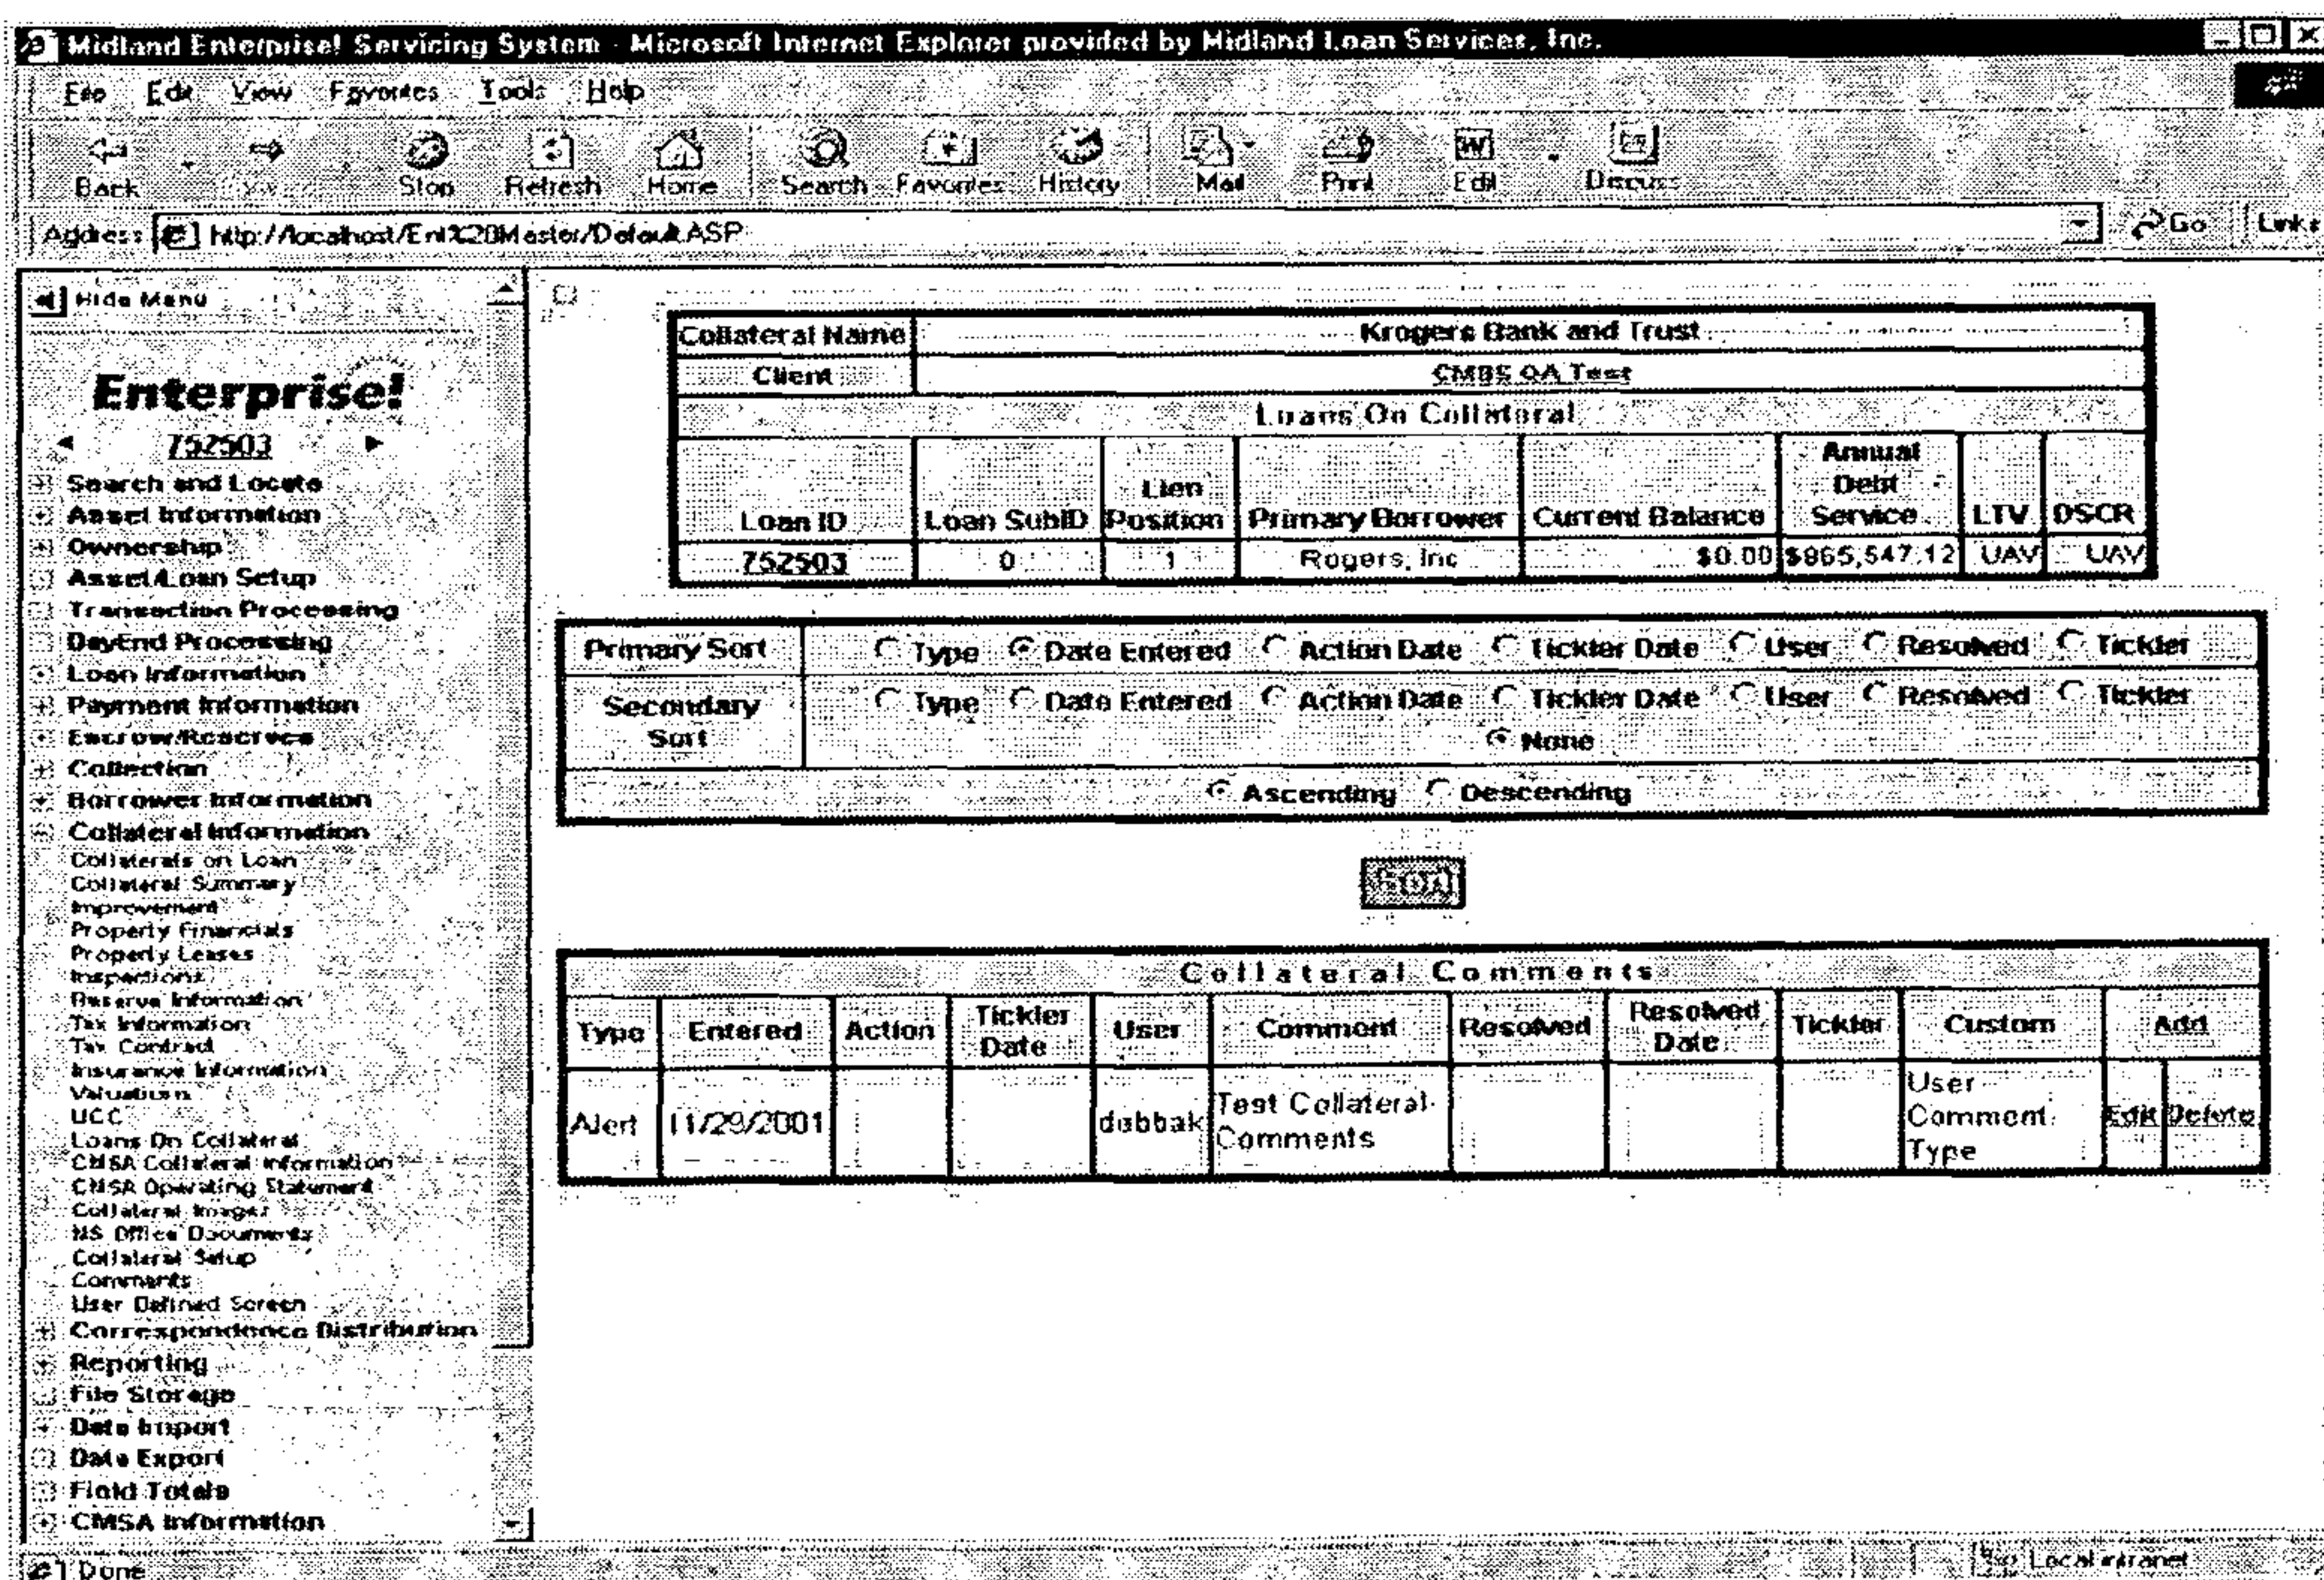 Midland Enterprise! Servicing System - Microsoft Internet Explorer provided by Midland Loan Services, Inc.
File Edit View Favorites Tools Help
Back Stop Refresh Home Search Favorites History Mail Print Edit Discuss
Address http://localhost/Ent%20Master/Default.ASP Go Links
Hide Menu
Enterprise!
752503
Search and Locate
Asset Information
Ownership
Asset/Loan Setup
Transaction Processing
DayEnd Processing
Loan Information
Payment Information
Escrow/Reserves
Collection
Borrower Information
Collateral Information
Collaterals on Loan
Collateral Summary
Improvement
Property Financials
Property Leases
Inspections
Reserve Information
Tax Information
Tax Contract
Insurance Information
Valuation
UCC
Loans On Collateral
CMSA Collateral Information
CMSA Operating Statement
Collateral Images
MS Office Documents
Collateral Setup
Comments
User Defined Screen
Correspondence Distribution
Reporting
File Storage
Data Import
Data Export
Field Totals
CMSA Information
Collateral Name Krogers Bank and Trust
Client CMBS QA Test
Loans On Collateral
Loan ID Loan SubID Lien Position Primary Borrower Current Balance Annual Debt Service LTV DSCR
752503 0 1 Rogers, Inc $0.00 $865,547.12 UAV UAV
Primary Sort Type Date Entered Action Date Tickler Date User Resolved Tickler
Secondary Sort Type Date Entered Action Date Tickler Date User Resolved Tickler
None
Ascending Descending
Sort
Collateral Comments
Type Entered Action Tickler Date User Comment Resolved Resolved Date Tickler Custom Add
Alert 11/29/2001 dabbak Test Collateral Comments User Comment Type Edit Delete
Done Local intranet